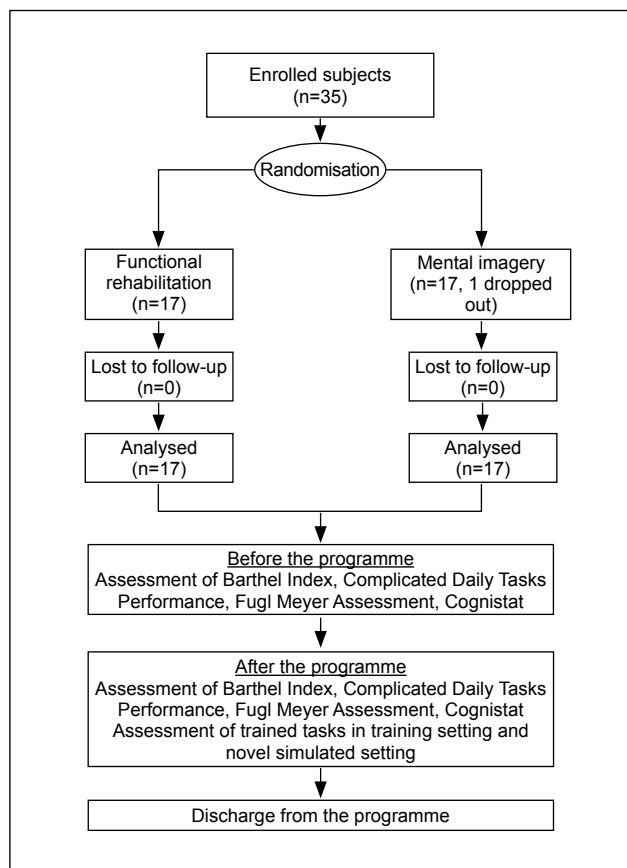 Enrolled subjects
(n=35)
Randomisation
Functional
rehabilitation
(n=17)
Mental imagery
(n=17, 1 dropped
out)
Lost to follow-up
(n=0)
Lost to follow-up
(n=0)
Analysed
(n=17)
Analysed
(n=17)
Before the programme
Assessment of Barthel Index, Complicated Daily Tasks
Performance, Fugl Meyer Assessment, Cognistat
After the programme
Assessment of Barthel Index, Complicated Daily Tasks
Performance, Fugl Meyer Assessment, Cognistat
Assessment of trained tasks in training setting and
novel simulated setting
Discharge from the programme